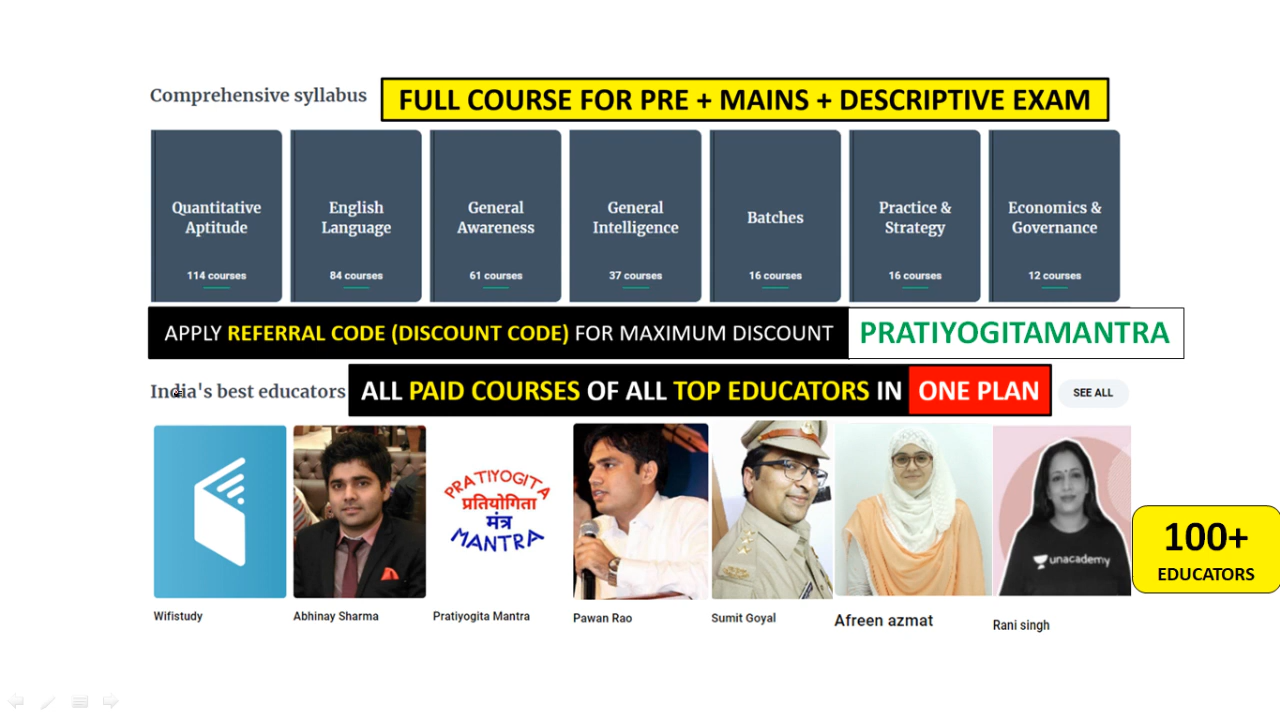 Comprehensive syllabus
FULL COURSE FOR PRE + MAINS + DESCRIPTIVE EXAM
Quantitative
Aptitude
114 courses
English
Language
84 courses
General
Awareness
61 courses
General
Intelligence
37 courses
Batches
16 courses
Practice &
Strategy
16 courses
Economics &
Governance
12 courses
APPLY REFERRAL CODE (DISCOUNT CODE) FOR MAXIMUM DISCOUNT
PRATIYOGITAMANTRA
India's best educators
ALL PAID COURSES OF ALL TOP EDUCATORS IN ONE PLAN
SEE ALL
PRATIYOGITA
प्रतियोगिता
मंत्र
MANTRA
unacademy
100+
EDUCATORS
Wifistudy
Abhinay Sharma
Pratiyogita Mantra
Pawan Rao
Sumit Goyal
Afreen azmat
Rani singh